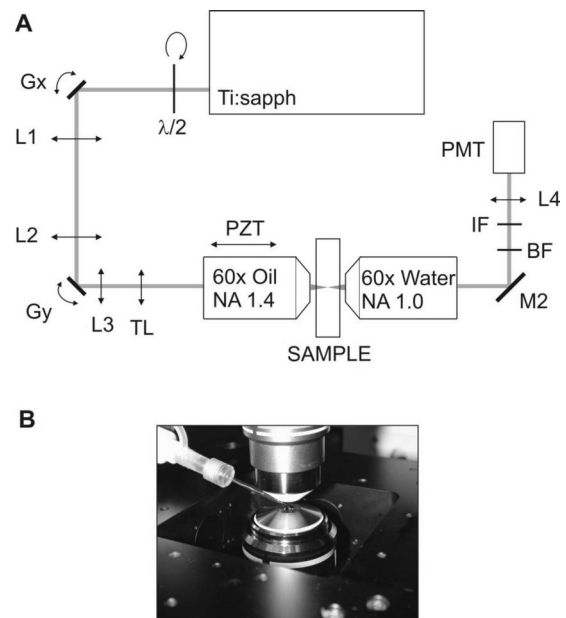 A
Gx
Ti:sapph
λ/2
L1
PMT
L4
IF
L2
PZT
BF
60x Oil
NA 1.4
60x Water
NA 1.0
M2
Gy
L3
TL
SAMPLE
B